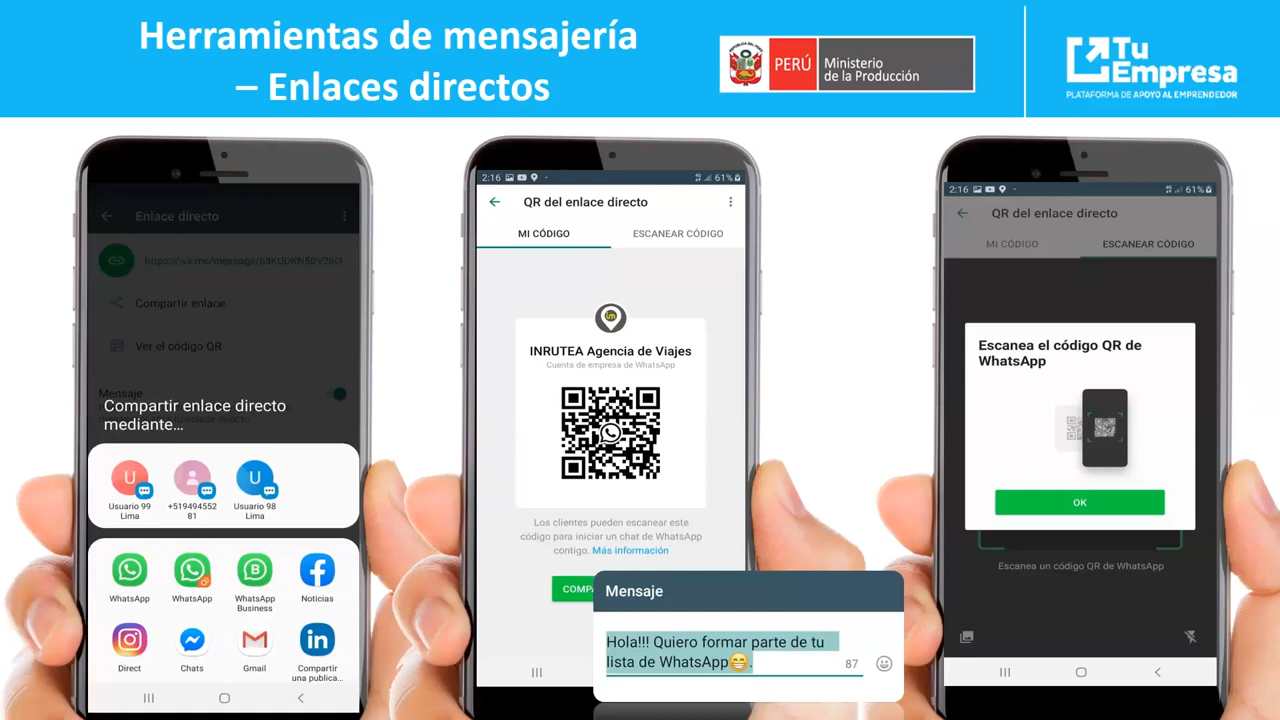 Herramientas de mensajería
– Enlaces directos
REPÚBLICA DEL PERÚ
PERÚ
Ministerio
de la Producción
Tu
Empresa
PLATAFORMA DE APOYO AL EMPRENDEDOR
Enlace directo
Compartir enlace
Ver el código QR
Mensaje
Compartir enlace directo
mediante...
U
Usuario 99
Lima
+519494552
81
U
Usuario 98
Lima
WhatsApp
WhatsApp
B
WhatsApp
Business
Noticias
Direct
Chats
Gmail
Compartir
una publica...
2:16
61%
QR del enlace directo
MI CÓDIGO
ESCANEAR CÓDIGO
INRUTEA Agencia de Viajes
Cuenta de empresa de WhatsApp
Los clientes pueden escanear este
código para iniciar un chat de WhatsApp
contigo. Más información
COMP
Mensaje
Hola!!! Quiero formar parte de tu
lista de WhatsApp😁.
87
2:16
61%
QR del enlace directo
MI CÓDIGO
ESCANEAR CÓDIGO
Escanea el código QR de
WhatsApp
OK
Escanea un código QR de WhatsApp